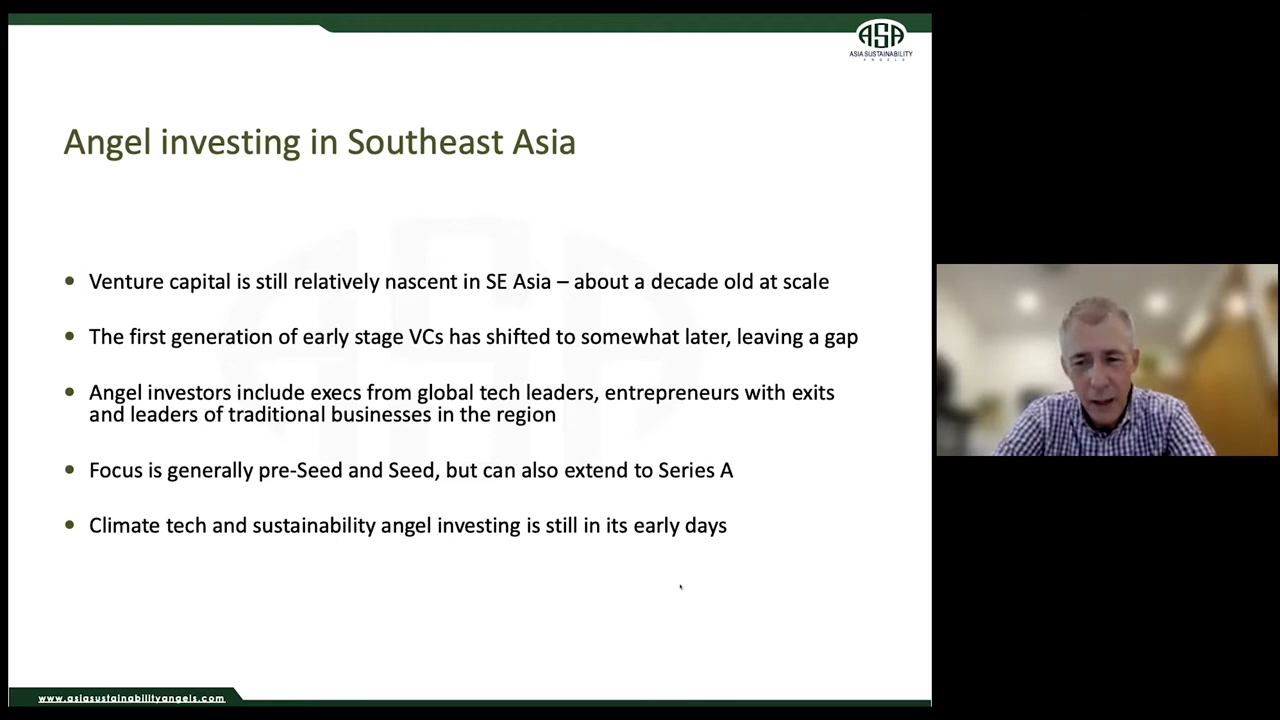 ASA
ASIA SUSTAINABILITY
ANGELS
Angel investing in Southeast Asia
• Venture capital is still relatively nascent in SE Asia – about a decade old at scale
• The first generation of early stage VCs has shifted to somewhat later, leaving a gap
• Angel investors include execs from global tech leaders, entrepreneurs with exits
and leaders of traditional businesses in the region
• Focus is generally pre-Seed and Seed, but can also extend to Series A
• Climate tech and sustainability angel investing is still in its early days
www.asiasustainabilityangels.com